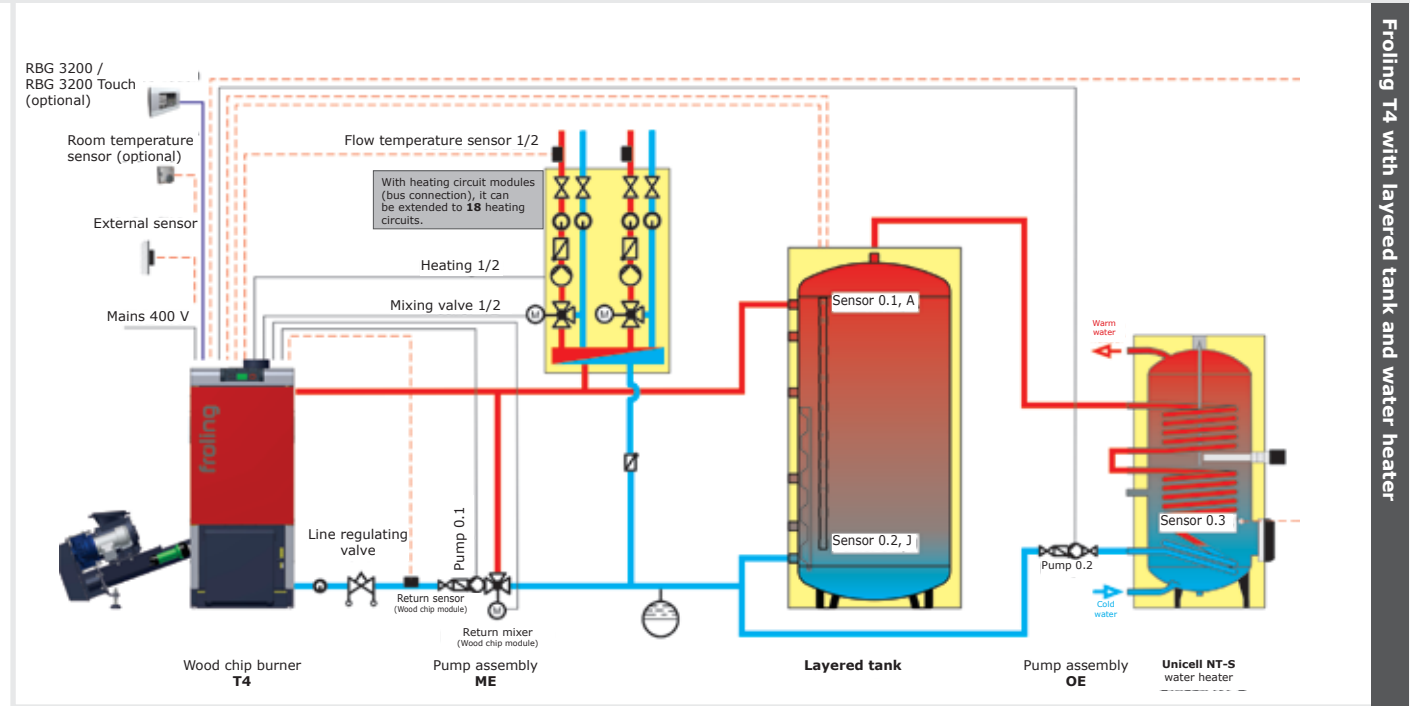 Froling T4 with layered tank and water heater
RBG 3200 /
RBG 3200 Touch
(optional)
Room temperature
sensor (optional)
External sensor
Mains 400 V
Flow temperature sensor 1/2
With heating circuit modules
(bus connection), it can
be extended to 18 heating
circuits.
Heating 1/2
Mixing valve 1/2
M
M
froling
Line regulating
valve
Pump 0.1
Return sensor
(Wood chip module)
M
Return mixer
(Wood chip module)
Sensor 0.1, A
Sensor 0.2, J
Warm
water
Sensor 0.3
Pump 0.2
Cold
water
Wood chip burner
T4
Pump assembly
ME
Layered tank
Pump assembly
OE
Unicell NT-S
water heater